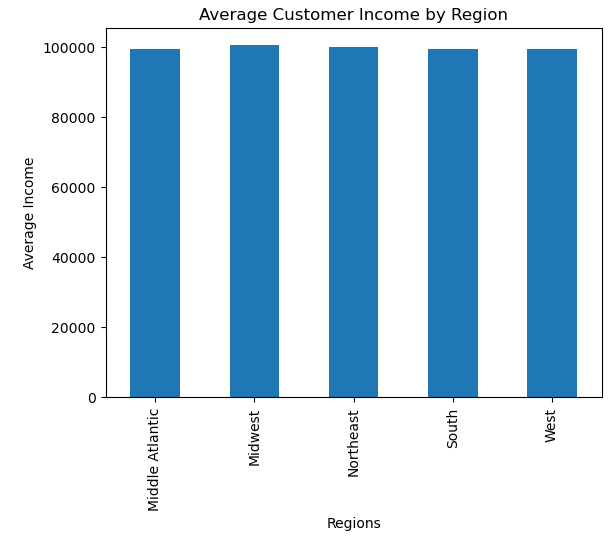 Average Customer Income by Region
Average Income
100000
80000
60000
40000
20000
0
Middle Atlantic
Midwest
Northeast
South
West
Regions